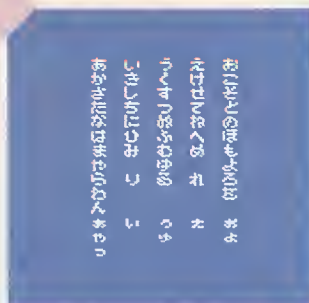 おこそとのほもよろを ぉょ
えけせてねへめ れ ぇ
うくすつぬふむゆる ぅゅ
いきしちにひみ り ぃ
あかさたなはまやらわんぁゃっ